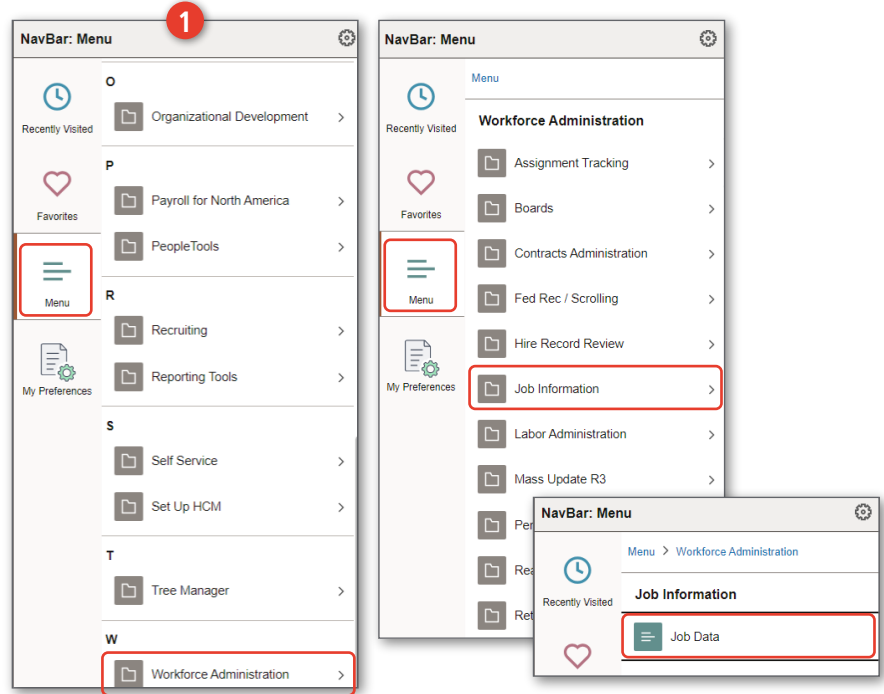 1
NavBar: Menu
Recently Visited
Favorites
Menu
My Preferences
O
Organizational Development
P
Payroll for North America
PeopleTools
R
Recruiting
Reporting Tools
S
Self Service
Set Up HCM
T
Tree Manager
W
Workforce Administration
NavBar: Menu
Recently Visited
Favorites
Menu
My Preferences
Menu
Workforce Administration
Assignment Tracking
Boards
Contracts Administration
Fed Rec / Scrolling
Hire Record Review
Job Information
Labor Administration
Mass Update R3
NavBar: Menu
Recently Visited
Menu > Workforce Administration
Job Information
Job Data